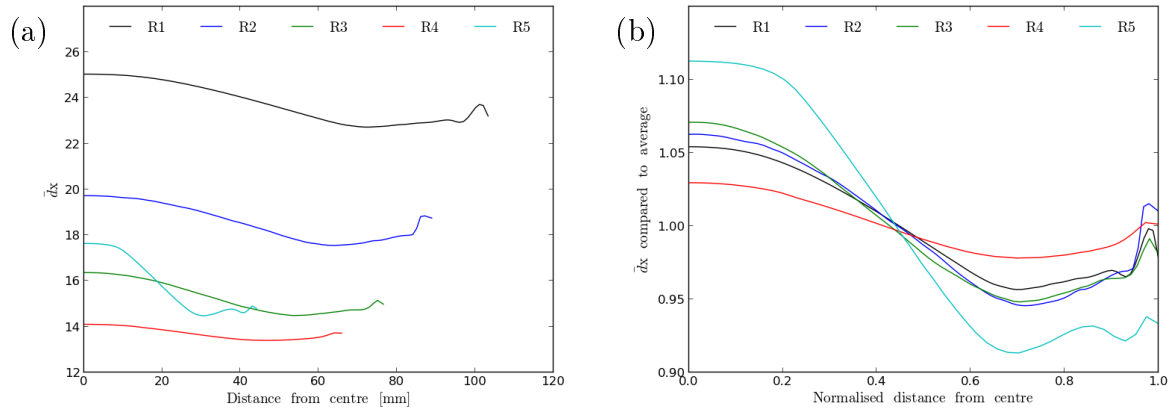 (a)
R1 R2 R3 R4 R5
26
24
22
20
18
16
14
12
d̄x
0 20 40 60 80 100 120
Distance from centre [mm]
(b)
R1 R2 R3 R4 R5
1.10
1.05
1.00
0.95
0.90
d̄x compared to average
0.0 0.2 0.4 0.6 0.8 1.0
Normalised distance from centre